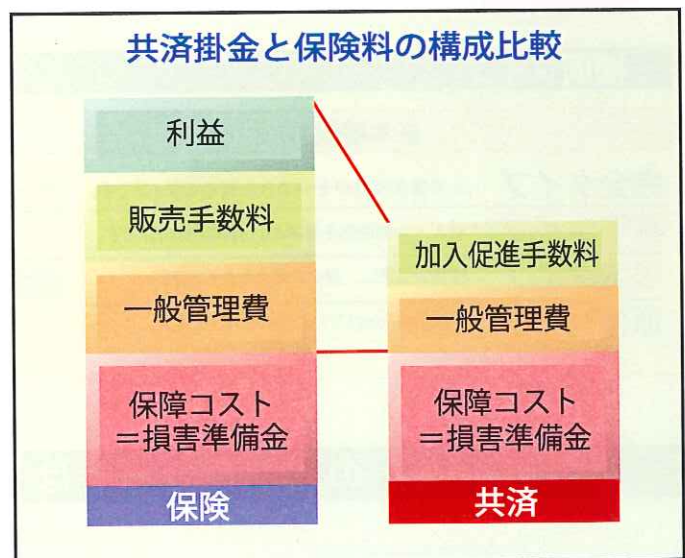 共済掛金と保険料の構成比較
利益
販売手数料
一般管理費
保障コスト
＝損害準備金
保険
加入促進手数料
一般管理費
保障コスト
＝損害準備金
共済